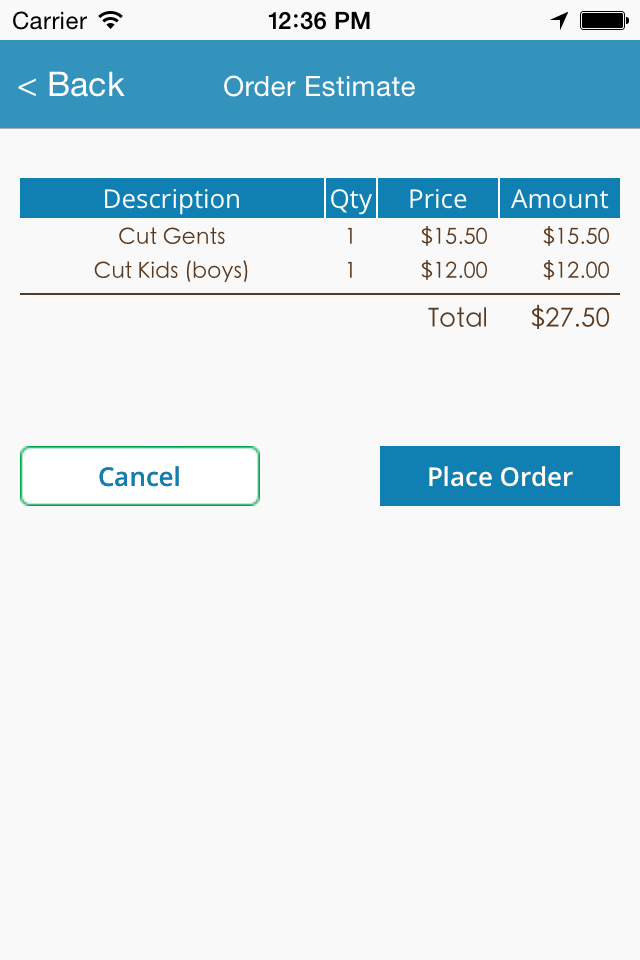 Carrier 12:36 PM
< Back Order Estimate
Description Qty Price Amount
Cut Gents 1 $15.50 $15.50
Cut Kids (boys) 1 $12.00 $12.00
Total $27.50
Cancel Place Order